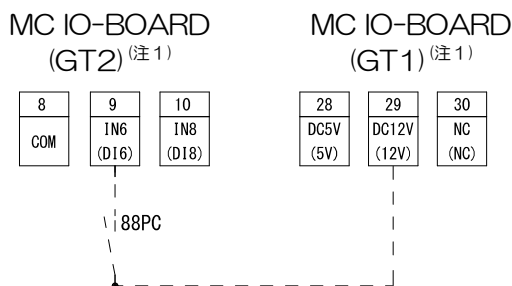 MC IO-BOARD
(GT2)(注1)
MC IO-BOARD
(GT1)(注1)
8 9 10
COM IN6 IN8
(DI6) (DI8)
28 29 30
DC5V DC12V NC
(5V) (12V) (NC)
88PC